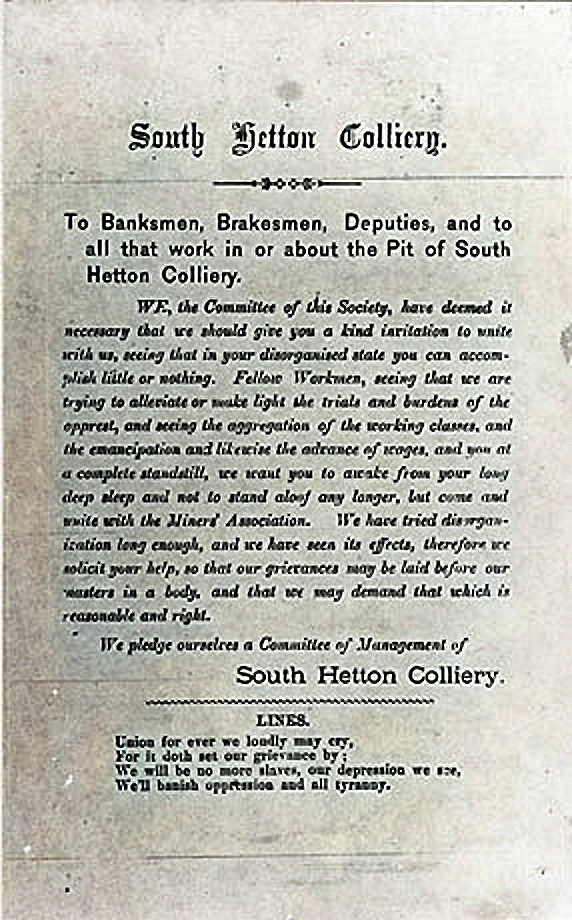 South Hetton Colliery.
To Banksmen, Brakesmen, Deputies, and to
all that work in or about the Pit of South
Hetton Colliery.
WE, the Committee of this Society, have deemed it
necessary that we should give you a kind invitation to unite
with us, seeing that in your disorganised state you can accom-
plish little or nothing. Fellow Workmen, seeing that we are
trying to alleviate or make light the trials and burdens of the
opprest, and seeing the aggregation of the working classes, and
the emancipation and likewise the advance of wages, and you at
a complete standstill, we want you to awake from your long
deep sleep and not to stand aloof any longer, but come and
unite with the Miners' Association. We have tried disorgan-
ization long enough, and we have seen its effects, therefore we
solicit your help, so that our grievances may be laid before our
masters in a body, and that we may demand that which is
reasonable and right.
We pledge ourselves a Committee of Management of
South Hetton Colliery.
LINES.
Union for ever we loudly may cry,
For it doth set our grievance by;
We will be no more slaves, our depression we see,
We'll banish oppression and all tyranny.